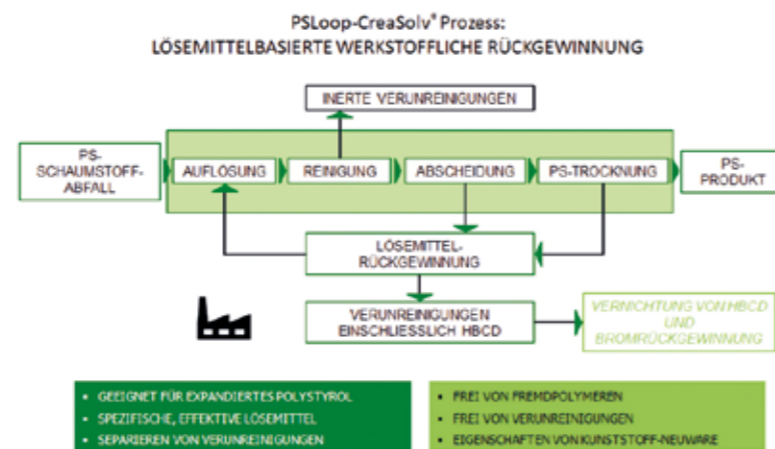 PSLoop-CreaSolv® Prozess:
LÖSEMITTELBASIERTE WERKSTOFFLICHE RÜCKGEWINNUNG
INERTE VERUNREINIGUNGEN
PS-
SCHAUMSTOFF-
ABFALL
AUFLÖSUNG
REINIGUNG
ABSCHEIDUNG
PS-TROCKNUNG
PS-
PRODUKT
LÖSEMITTEL-
RÜCKGEWINNUNG
VERUNREINIGUNGEN
EINSCHLIESSLICH HBCD
VERNICHTUNG VON HBCD
UND
BROMRÜCKGEWINNUNG
• GEEIGNET FÜR EXPANDIERTES POLYSTYROL
• SPEZIFISCHE, EFFEKTIVE LÖSEMITTEL
• SEPARIEREN VON VERUNREINIGUNGEN
• FREI VON FREMDPOLYMEREN
• FREI VON VERUNREINIGUNGEN
• EIGENSCHAFTEN VON KUNSTSTOFF-NEUWARE